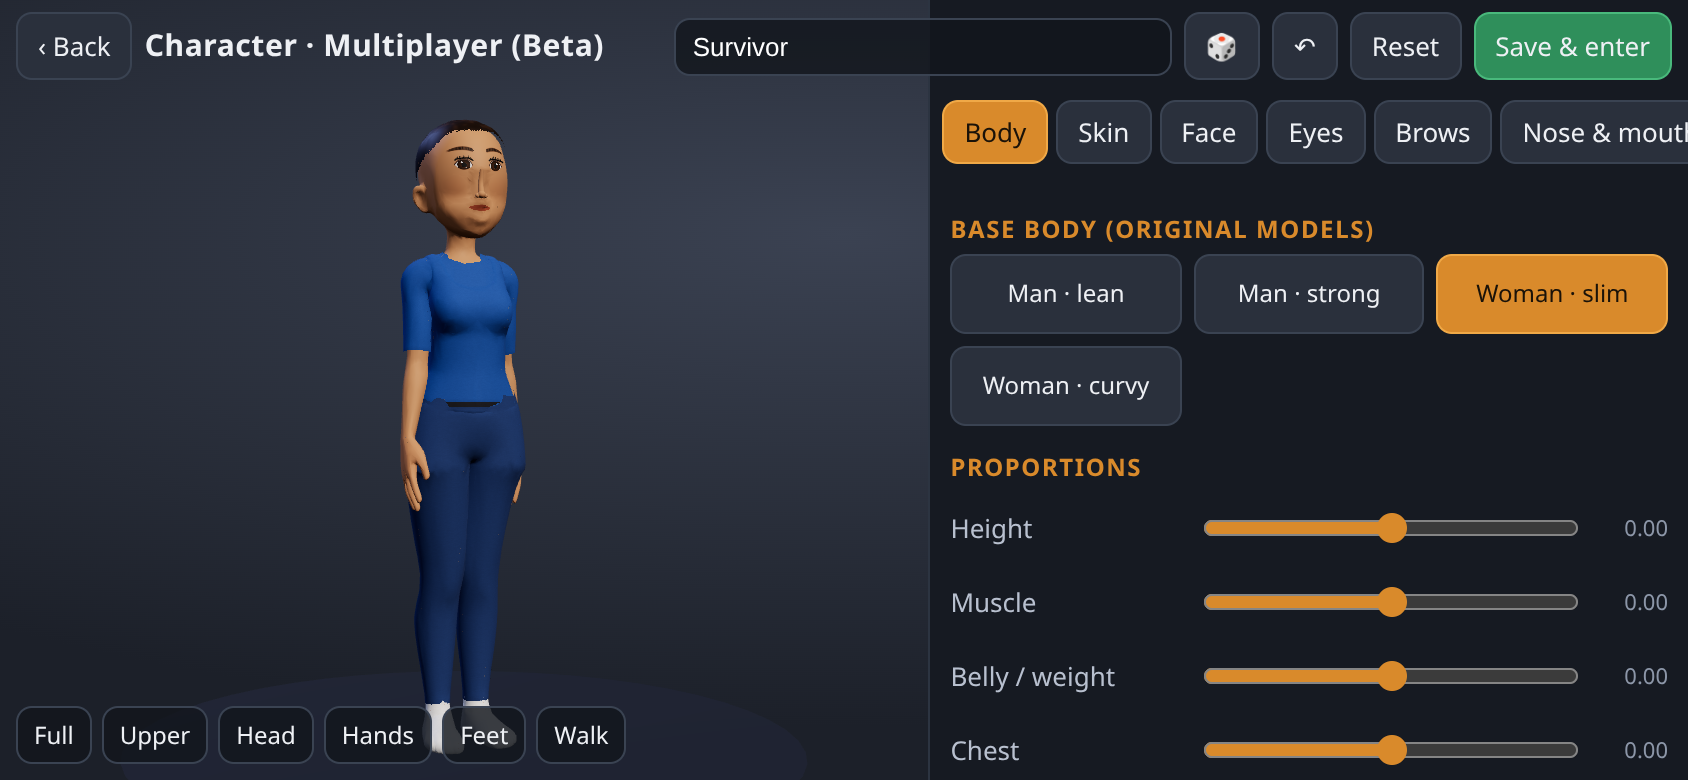 ‹ Back
Character · Multiplayer (Beta)
Survivor
🎲
↶
Reset
Save & enter
Body
Skin
Face
Eyes
Brows
Nose & mouth
BASE BODY (ORIGINAL MODELS)
Man · lean
Man · strong
Woman · slim
Woman · curvy
PROPORTIONS
Height 0.00
Muscle 0.00
Belly / weight 0.00
Chest 0.00
Full
Upper
Head
Hands
Feet
Walk